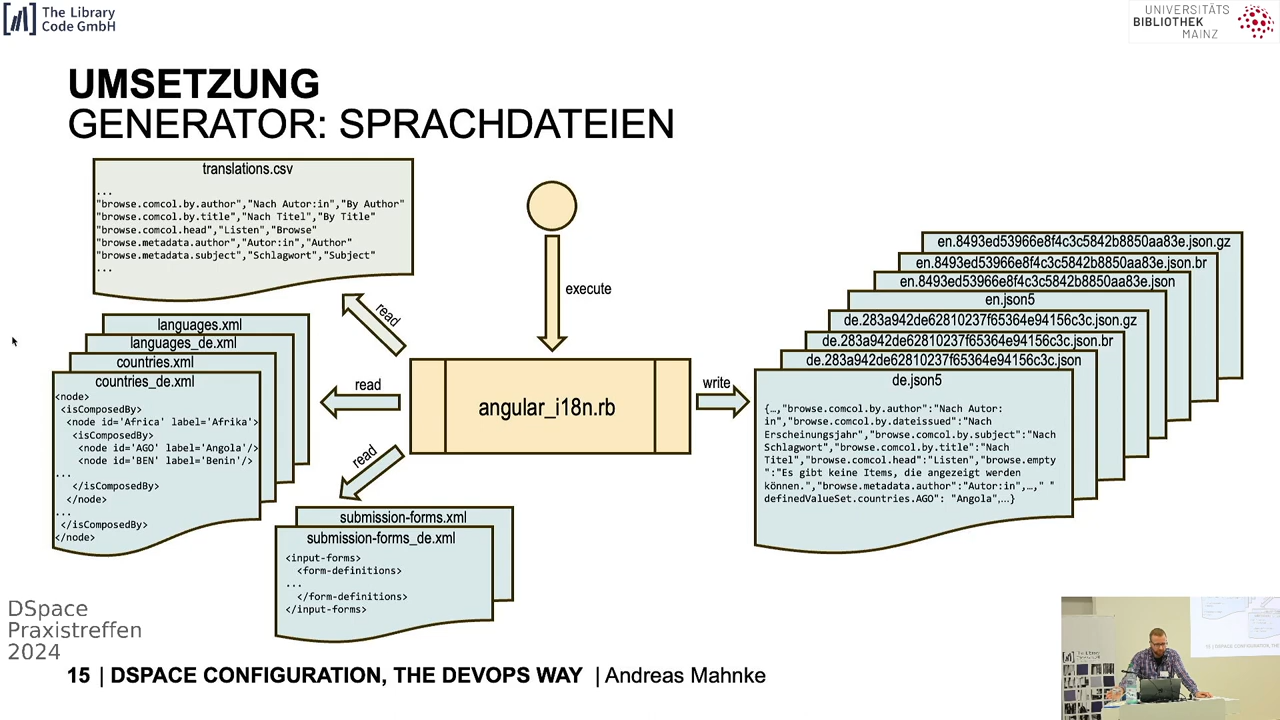 The Library
Code GmbH
UNIVERSITÄTS
BIBLIOTHEK
MAINZ
UMSETZUNG
GENERATOR: SPRACHDATEIEN
translations.csv
...
"browse.comcol.by.author","Nach Autor:in","By Author"
"browse.comcol.by.title","Nach Titel","By Title"
"browse.comcol.head","Listen","Browse"
"browse.metadata.author","Autor:in","Author"
"browse.metadata.subject","Schlagwort","Subject"
...
execute
read
languages.xml
languages_de.xml
countries.xml
countries_de.xml
<node>
<isComposedBy>
<node id='Africa' label='Afrika'>
<isComposedBy>
<node id='AGO' label='Angola'/>
<node id='BEN' label='Benin'/>
...
</isComposedBy>
</node>
...
</isComposedBy>
</node>
read
angular_i18n.rb
write
read
submission-forms.xml
submission-forms_de.xml
<input-forms>
<form-definitions>
...
</form-definitions>
</input-forms>
en.8493ed53966e8f4c3c5842b8850aa83e.json.gz
en.8493ed53966e8f4c3c5842b8850aa83e.json.br
en.8493ed53966e8f4c3c5842b8850aa83e.json
en.json5
de.283a942de62810237f65364e94156c3c.json.gz
de.283a942de62810237f65364e94156c3c.json.br
de.283a942de62810237f65364e94156c3c.json
de.json5
{…,"browse.comcol.by.author":"Nach Autor:
in","browse.comcol.by.dateissued":"Nach
Erscheinungsjahr","browse.comcol.by.subject":"Nach
Schlagwort","browse.comcol.by.title":"Nach
Titel","browse.comcol.head":"Listen","browse.empty
":"Es gibt keine Items, die angezeigt werden
können.","browse.metadata.author":"Autor:in",…," "
definedValueSet.countries.AGO": "Angola",…}
DSpace
Praxistreffen
2024
15 | DSPACE CONFIGURATION, THE DEVOPS WAY | Andreas Mahnke